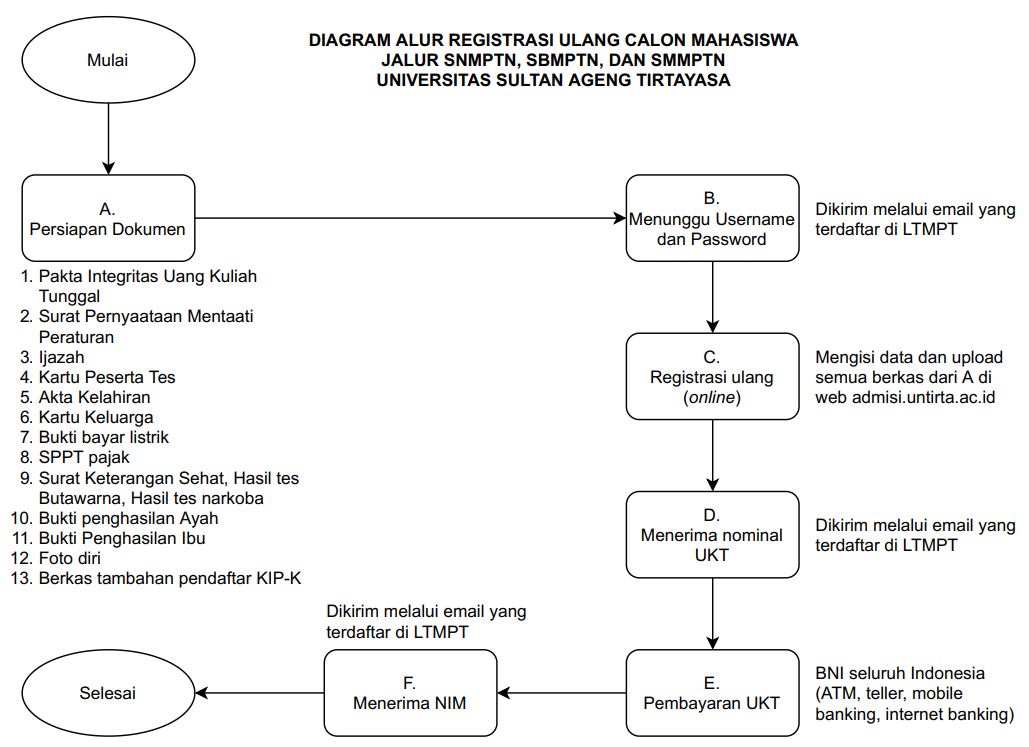 DIAGRAM ALUR REGISTRASI ULANG CALON MAHASISWA
JALUR SNMPTN, SBMPTN, DAN SMMPTN
UNIVERSITAS SULTAN AGENG TIRTAYASA
Mulai
A.
Persiapan Dokumen
1. Pakta Integritas Uang Kuliah
Tunggal
2. Surat Pernyaataan Mentaati
Peraturan
3. Ijazah
4. Kartu Peserta Tes
5. Akta Kelahiran
6. Kartu Keluarga
7. Bukti bayar listrik
8. SPPT pajak
9. Surat Keterangan Sehat, Hasil tes
Butawarna, Hasil tes narkoba
10. Bukti penghasilan Ayah
11. Bukti Penghasilan Ibu
12. Foto diri
13. Berkas tambahan pendaftar KIP-K
B.
Menunggu Username
dan Password
Dikirim melalui email yang
terdaftar di LTMPT
C.
Registrasi ulang
(online)
Mengisi data dan upload
semua berkas dari A di
web admisi.untirta.ac.id
D.
Menerima nominal
UKT
Dikirim melalui email yang
terdaftar di LTMPT
E.
Pembayaran UKT
BNI seluruh Indonesia
(ATM, teller, mobile
banking, internet banking)
Dikirim melalui email yang
terdaftar di LTMPT
F.
Menerima NIM
Selesai